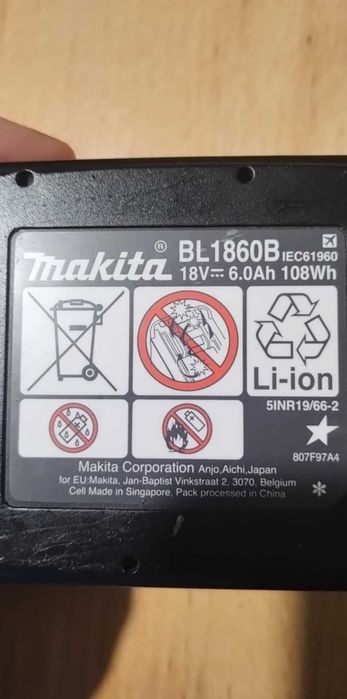 makita® BL1860B IEC61960
18V⎓ 6.0Ah 108Wh
Li-ion
5INR19/66-2
807F97A4
Makita Corporation Anjo,Aichi,Japan
for EU:Makita, Jan-Baptist Vinkstraat 2, 3070, Belgium
Cell Made in Singapore, Pack processed in China